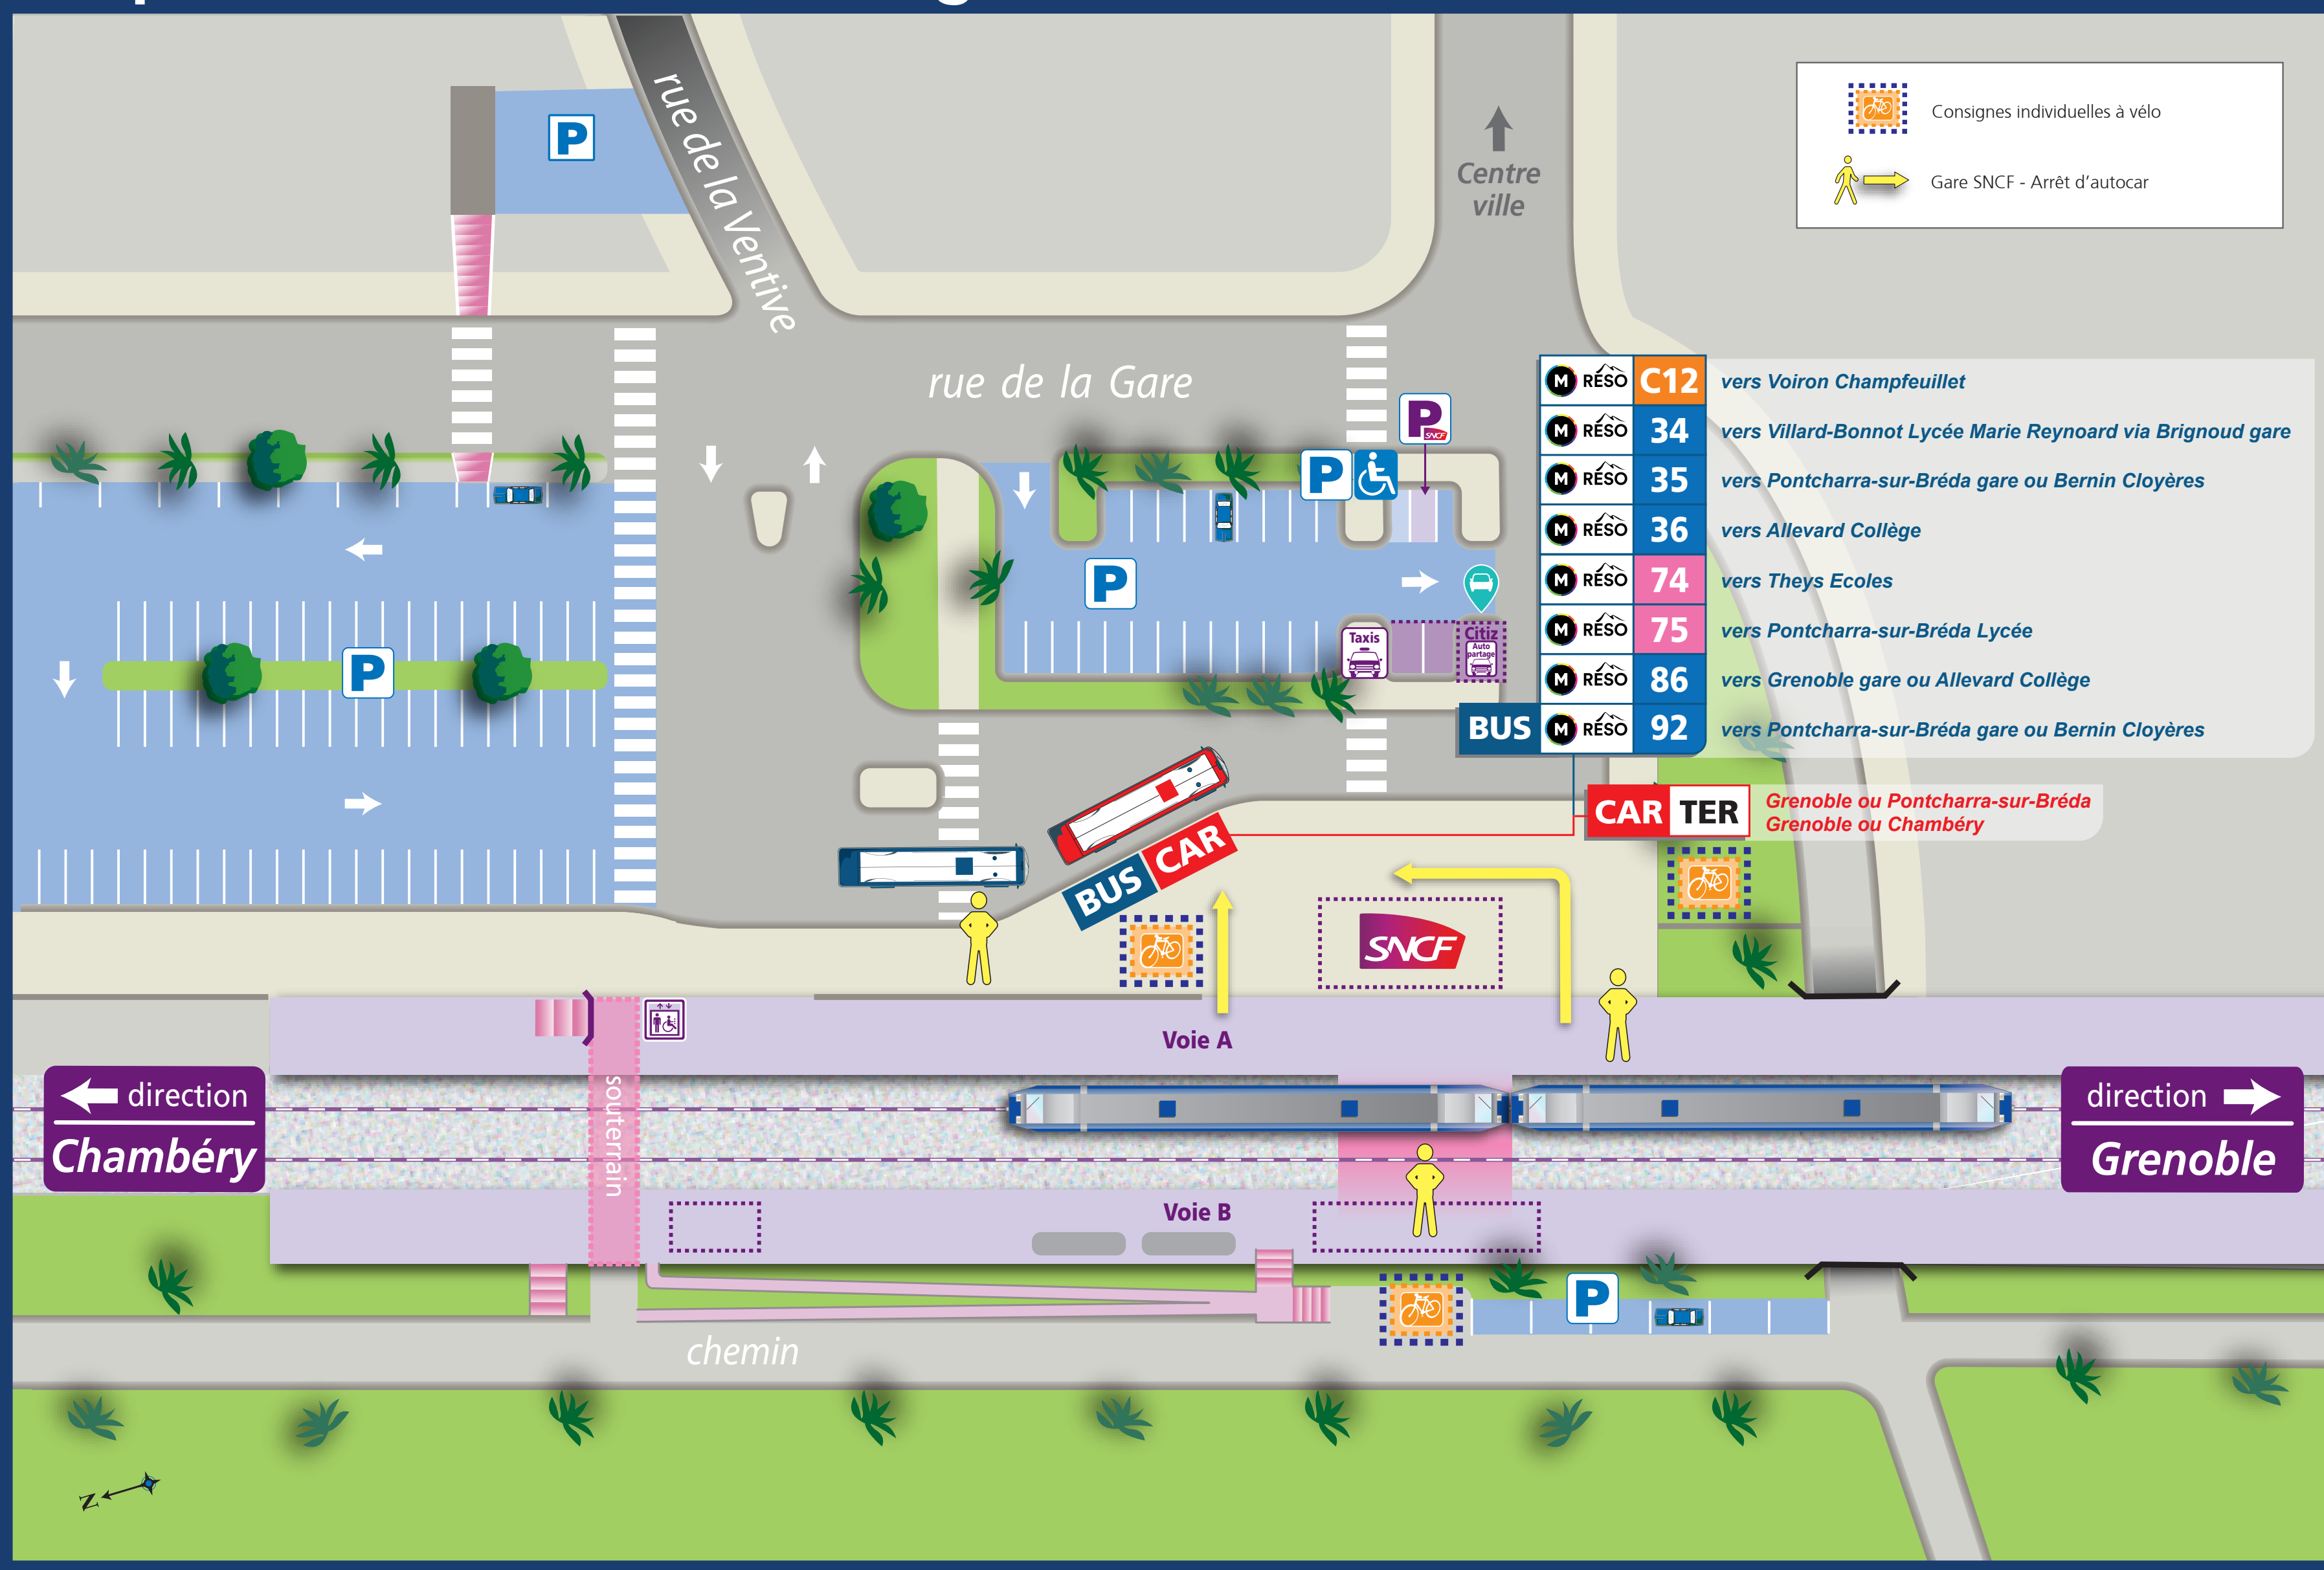 P
rue de la Ventive
Centre
ville
Consignes individuelles à vélo
Gare SNCF - Arrêt d'autocar
rue de la Gare
P
SNCF
M RÉSO C12 vers Voiron Champfeuillet
M RÉSO 34 vers Villard-Bonnot Lycée Marie Reynoard via Brignoud gare
M RÉSO 35 vers Pontcharra-sur-Bréda gare ou Bernin Cloyères
M RÉSO 36 vers Allevard Collège
M RÉSO 74 vers Theys Ecoles
M RÉSO 75 vers Pontcharra-sur-Bréda Lycée
M RÉSO 86 vers Grenoble gare ou Allevard Collège
BUS M RÉSO 92 vers Pontcharra-sur-Bréda gare ou Bernin Cloyères
P
P
P
Taxis
Citiz
Auto
partage
CAR TER
Grenoble ou Pontcharra-sur-Bréda
Grenoble ou Chambéry
BUS CAR
SNCF
Voie A
direction
Chambéry
souterrain
direction
Grenoble
Voie B
P
chemin
N